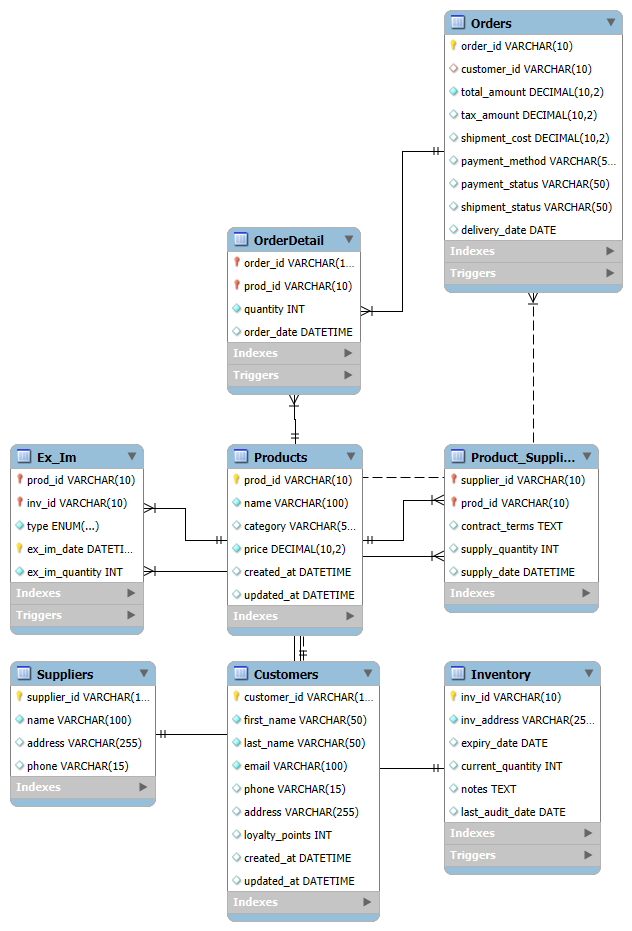 Orders
order_id VARCHAR(10)
customer_id VARCHAR(10)
total_amount DECIMAL(10,2)
tax_amount DECIMAL(10,2)
shipment_cost DECIMAL(10,2)
payment_method VARCHAR(5...
payment_status VARCHAR(50)
shipment_status VARCHAR(50)
delivery_date DATE
Indexes
Triggers
OrderDetail
order_id VARCHAR(1...
prod_id VARCHAR(10)
quantity INT
order_date DATETIME
Indexes
Triggers
Ex_Im
prod_id VARCHAR(10)
inv_id VARCHAR(10)
type ENUM(...)
ex_im_date DATETI...
ex_im_quantity INT
Indexes
Triggers
Products
prod_id VARCHAR(10)
name VARCHAR(100)
category VARCHAR(5...
price DECIMAL(10,2)
created_at DATETIME
updated_at DATETIME
Indexes
Product_Suppli...
supplier_id VARCHAR(10)
prod_id VARCHAR(10)
contract_terms TEXT
supply_quantity INT
supply_date DATETIME
Indexes
Suppliers
supplier_id VARCHAR(1...
name VARCHAR(100)
address VARCHAR(255)
phone VARCHAR(15)
Indexes
Customers
customer_id VARCHAR(1...
first_name VARCHAR(50)
last_name VARCHAR(50)
email VARCHAR(100)
phone VARCHAR(15)
address VARCHAR(255)
loyalty_points INT
created_at DATETIME
updated_at DATETIME
Indexes
Inventory
inv_id VARCHAR(10)
inv_address VARCHAR(25...
expiry_date DATE
current_quantity INT
notes TEXT
last_audit_date DATE
Indexes
Triggers